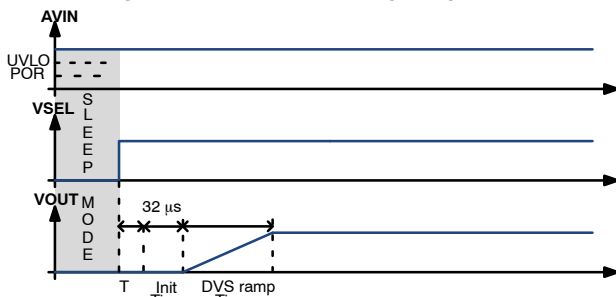 AVIN
UVLO
POR
VSEL
SLEEP
VOUT
MODE
32 μs
T
Init
DVS ramp